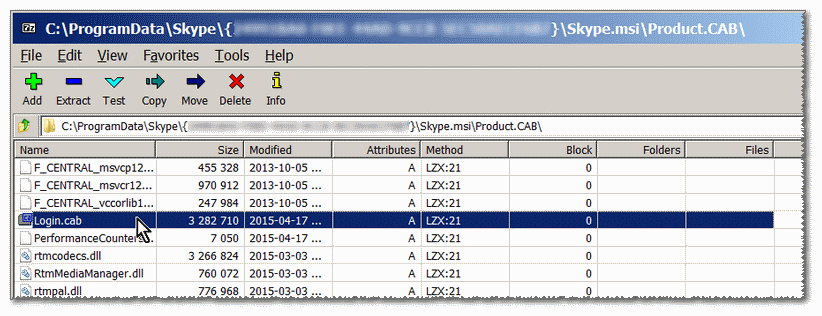 C:\ProgramData\Skype\{ }\Skype.msi\Product.CAB\
File Edit View Favorites Tools Help
Add Extract Test Copy Move Delete Info
C:\ProgramData\Skype\{ }\Skype.msi\Product.CAB\
Name Size Modified Attributes Method Block Folders Files
F_CENTRAL_msvcp12... 455 328 2013-10-05 ... A LZX:21 0
F_CENTRAL_msvcr12... 970 912 2013-10-05 ... A LZX:21 0
F_CENTRAL_vccorlib1... 247 984 2013-10-05 ... A LZX:21 0
Login.cab 3 282 710 2015-04-17 ... A LZX:21 0
PerformanceCounters... 7 050 2015-04-17 ... A LZX:21 0
rtmcodecs.dll 3 266 824 2015-03-03 ... A LZX:21 0
RtmMediaManager.dll 760 072 2015-03-03 ... A LZX:21 0
rtmpal.dll 776 968 2015-03-03 ... A LZX:21 0